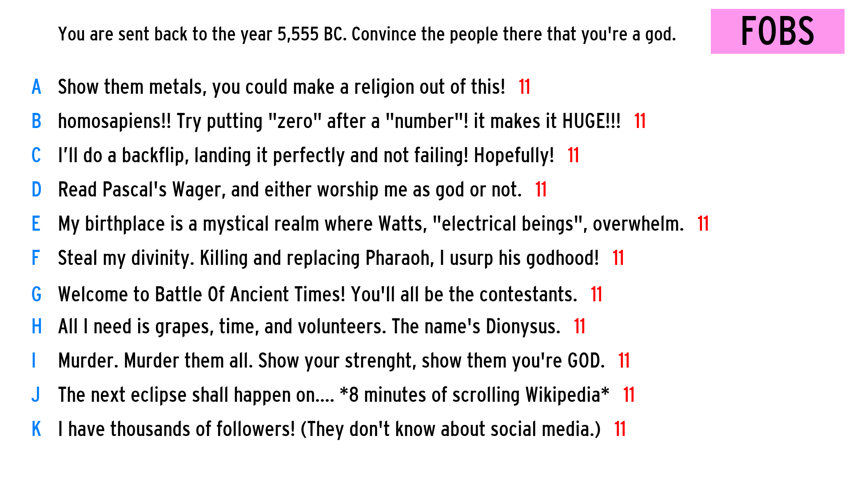 You are sent back to the year 5,555 BC. Convince the people there that you're a god.
FOBS
A Show them metals, you could make a religion out of this! 11
B homosapiens!! Try putting "zero" after a "number"! it makes it HUGE!!! 11
C I'll do a backflip, landing it perfectly and not failing! Hopefully! 11
D Read Pascal's Wager, and either worship me as god or not. 11
E My birthplace is a mystical realm where Watts, "electrical beings", overwhelm. 11
F Steal my divinity. Killing and replacing Pharaoh, I usurp his godhood! 11
G Welcome to Battle Of Ancient Times! You'll all be the contestants. 11
H All I need is grapes, time, and volunteers. The name's Dionysus. 11
I Murder. Murder them all. Show your strenght, show them you're GOD. 11
J The next eclipse shall happen on.... *8 minutes of scrolling Wikipedia* 11
K I have thousands of followers! (They don't know about social media.) 11